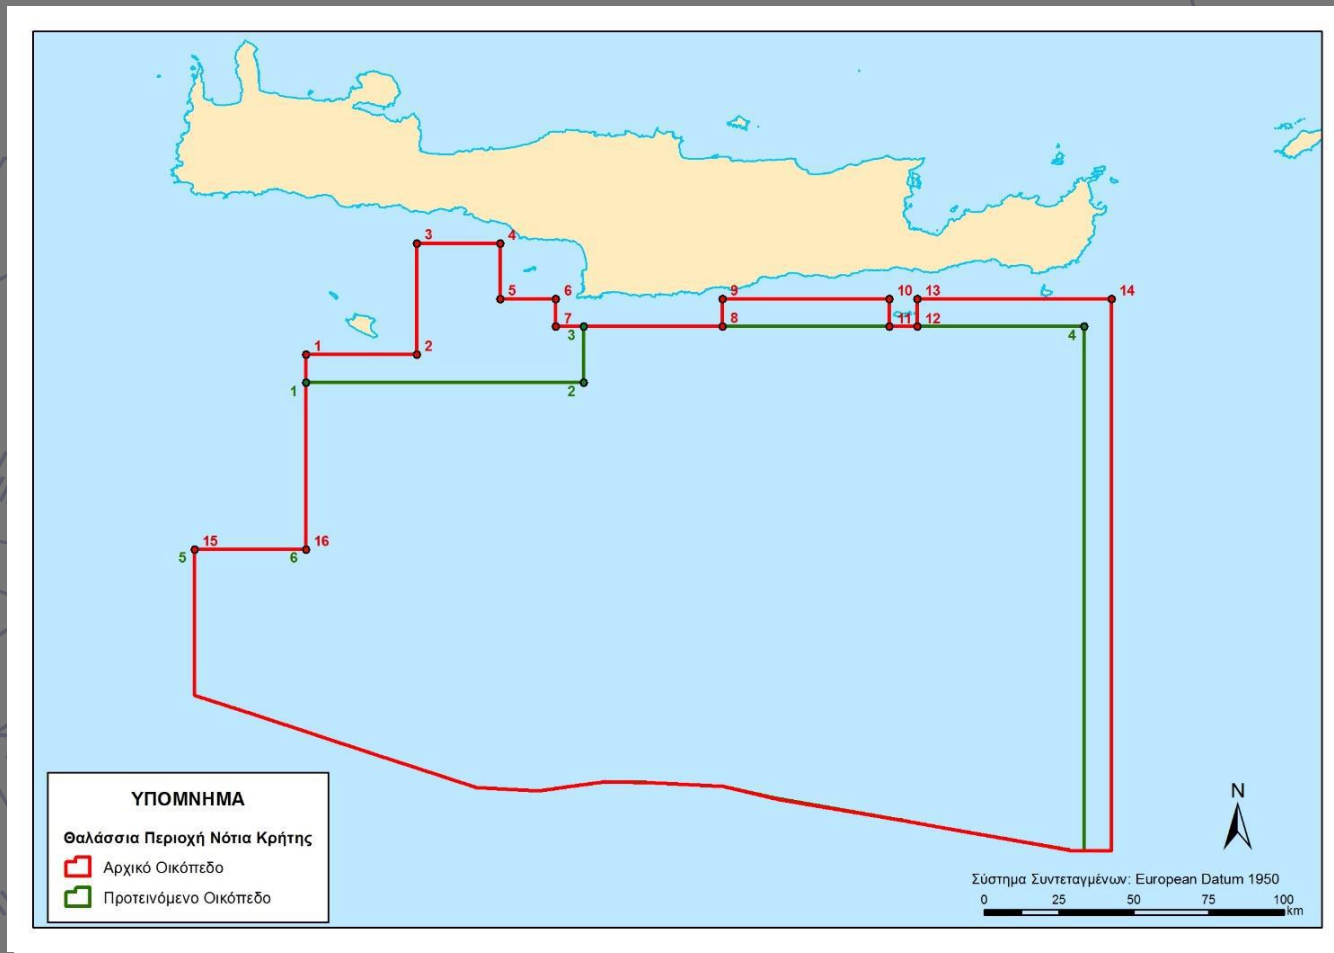 3 4
5 6
9 10 13 14
7 3 8 11 12 4
1 2
1 2
15 16
5 6
ΥΠΟΜΝΗΜΑ
Θαλάσσια Περιοχή Νότια Κρήτης
Αρχικό Οικόπεδο
Προτεινόμενο Οικόπεδο
N
Σύστημα Συντεταγμένων: European Datum 1950
0 25 50 75 100
km